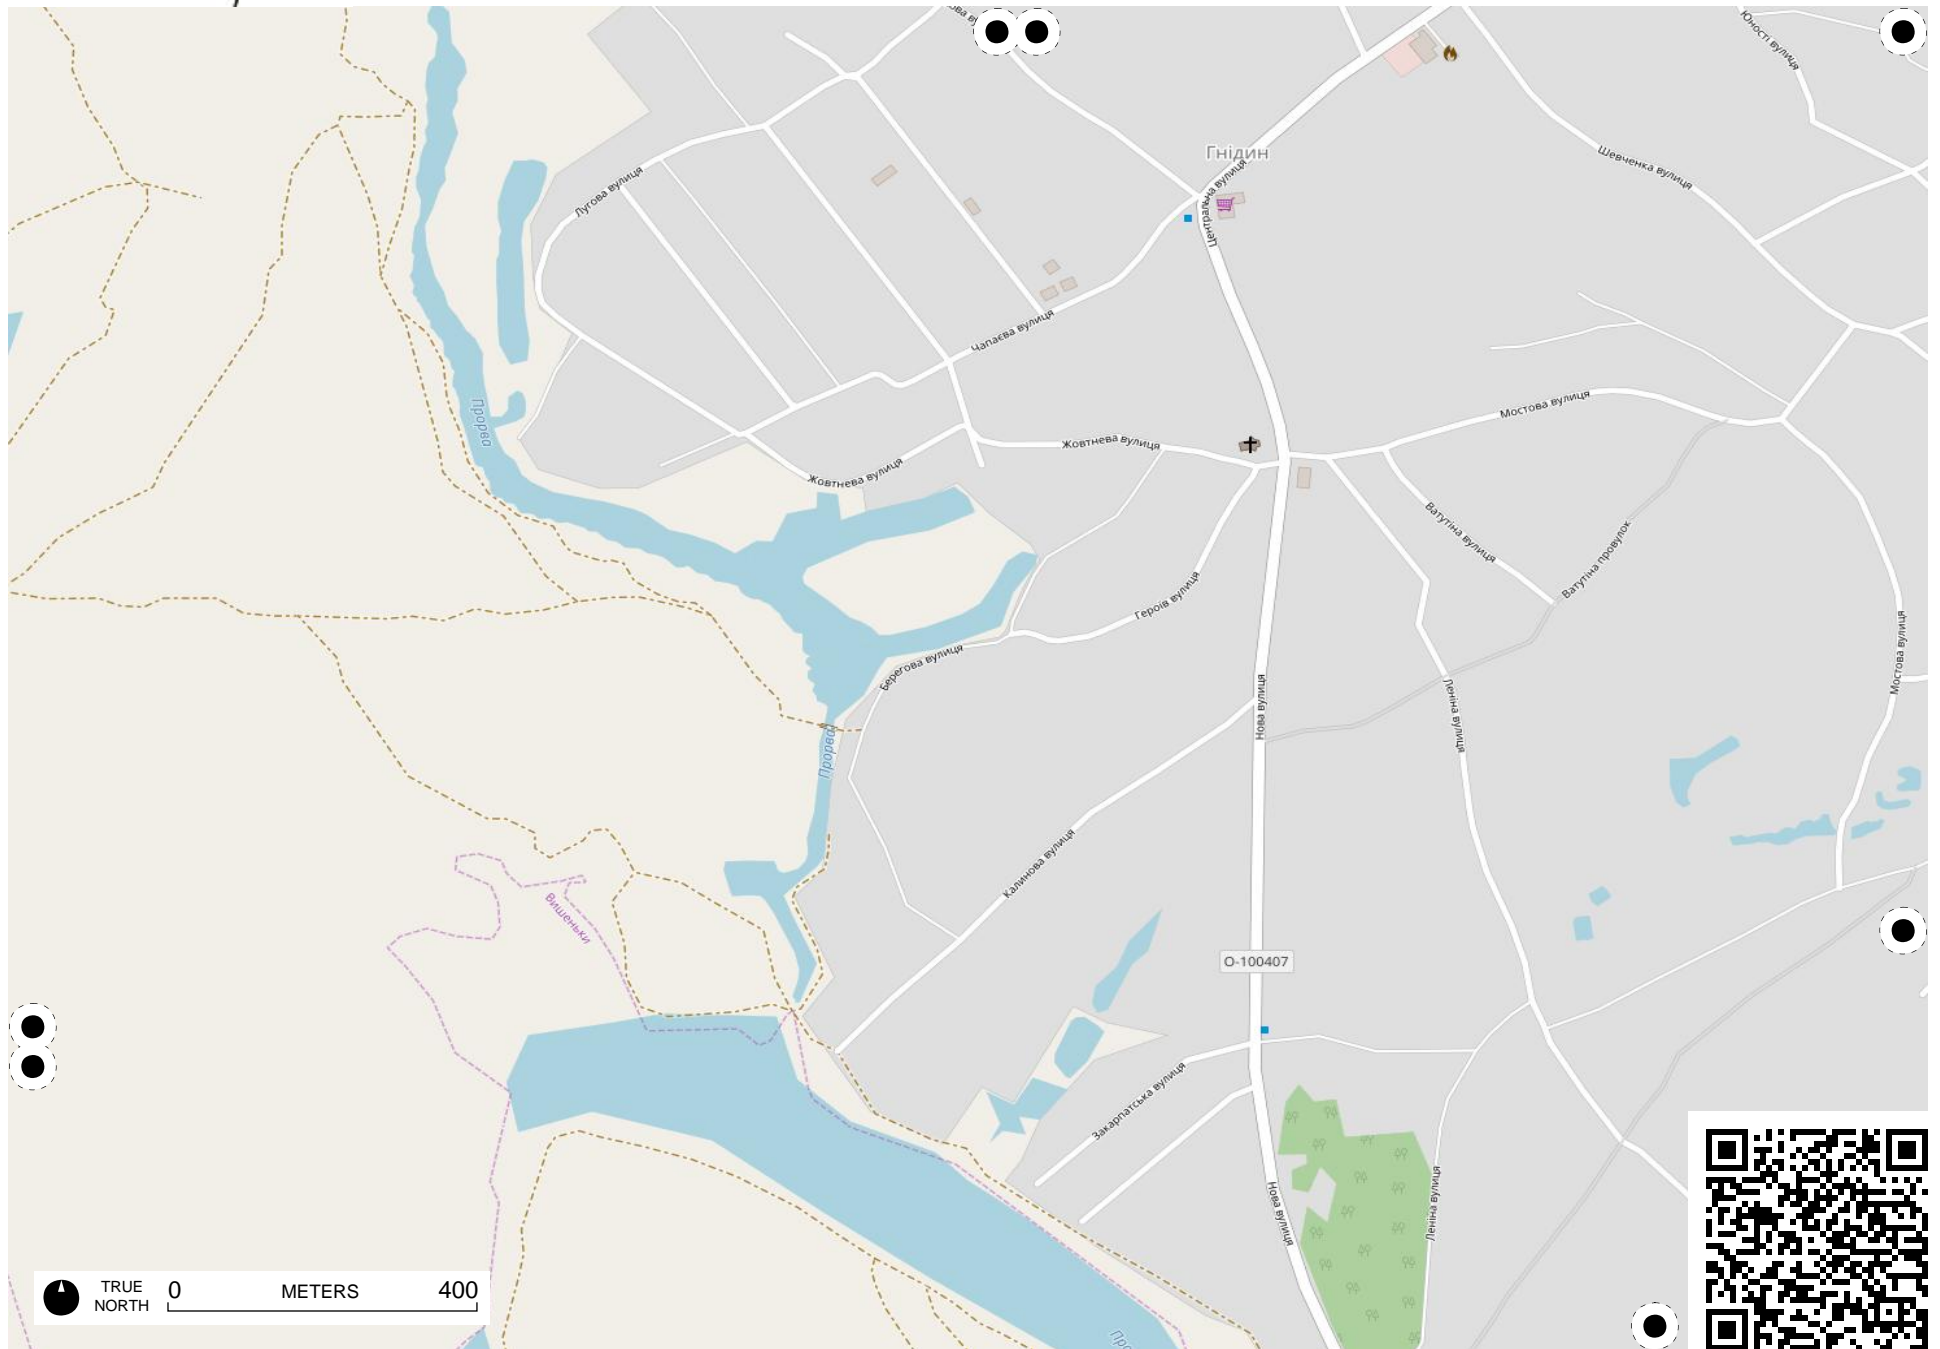 Юності вулиця
Гнідин
Центральна вулиця
Шевченка вулиця
Лугова вулиця
Чапаєва вулиця
Мостова вулиця
Прорва
Жовтнева вулиця
Жовтнева вулиця
Ватутіна вулиця
Ватутіна провулок
Героїв вулиця
Берегова вулиця
Мостова вулиця
Нова вулиця
Леніна вулиця
Прорва
Калинова вулиця
Вишеньки
О-100407
Закарпатська вулиця
Нова вулиця
Леніна вулиця
TRUE
NORTH
0 METERS 400